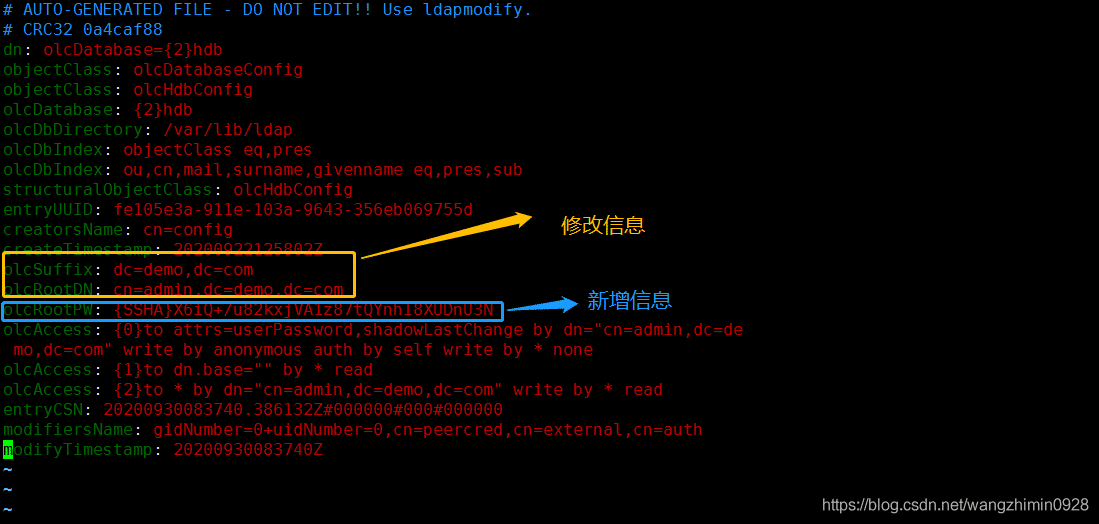 # AUTO-GENERATED FILE - DO NOT EDIT!! Use ldapmodify.
# CRC32 0a4caf88
dn: olcDatabase={2}hdb
objectClass: olcDatabaseConfig
objectClass: olcHdbConfig
olcDatabase: {2}hdb
olcDbDirectory: /var/lib/ldap
olcDbIndex: objectClass eq,pres
olcDbIndex: ou,cn,mail,surname,givenname eq,pres,sub
structuralObjectClass: olcHdbConfig
entryUUID: fe105e3a-911e-103a-9643-356eb069755d
creatorsName: cn=config
修改信息
createTimestamp: 20200922125802Z
olcSuffix: dc=demo,dc=com
olcRootDN: cn=admin,dc=demo,dc=com
新增信息
olcRootPW: {SSHA}X6iQ+7u82kxjVA1z87tQYnhI8XUDnU3N
olcAccess: {0}to attrs=userPassword,shadowLastChange by dn="cn=admin,dc=de
mo,dc=com" write by anonymous auth by self write by * none
olcAccess: {1}to dn.base="" by * read
olcAccess: {2}to * by dn="cn=admin,dc=demo,dc=com" write by * read
entryCSN: 20200930083740.386132Z#000000#000#000000
modifiersName: gidNumber=0+uidNumber=0,cn=peercred,cn=external,cn=auth
modifyTimestamp: 20200930083740Z
~
~
~
https://blog.csdn.net/wangzhimin0928